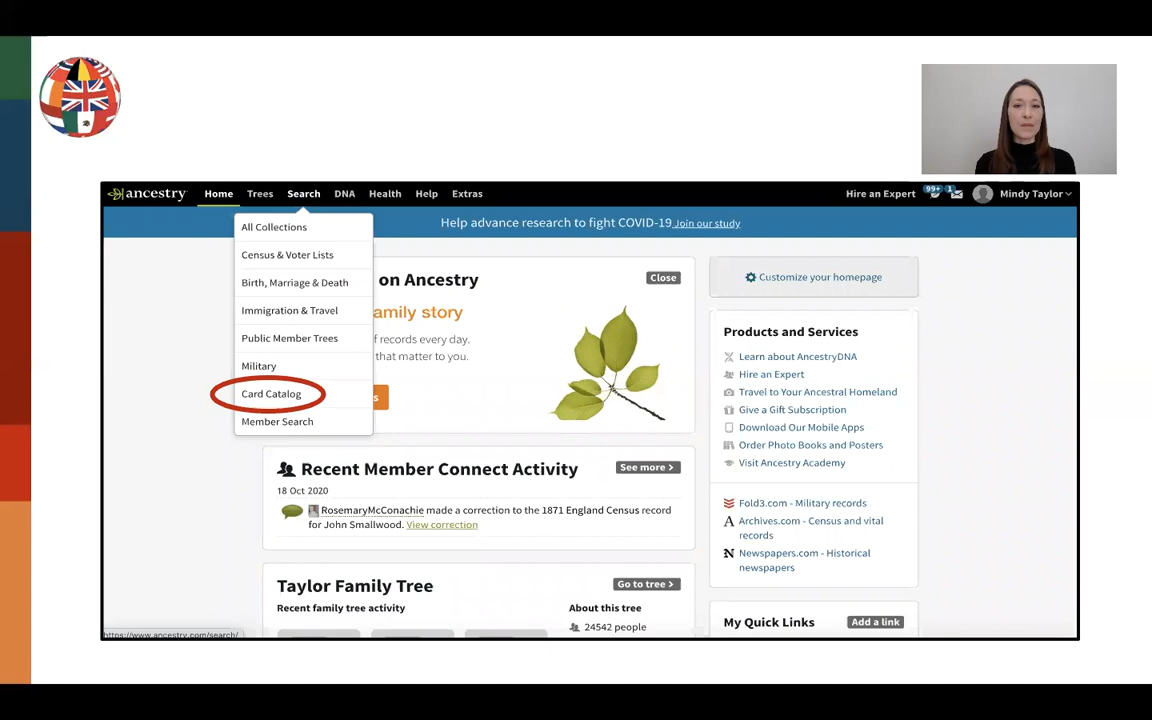 ancestry Home Trees Search DNA Health Help Extras Hire an Expert 99+ 1 Mindy Taylor
Help advance research to fight COVID-19 Join our study
All Collections
Census & Voter Lists
Birth, Marriage & Death
Immigration & Travel
Public Member Trees
Military
Card Catalog
Member Search
on Ancestry Close
amily story
f records every day,
that matter to you.
s
Customize your homepage
Products and Services
Learn about AncestryDNA
Hire an Expert
Travel to Your Ancestral Homeland
Give a Gift Subscription
Download Our Mobile Apps
Order Photo Books and Posters
Visit Ancestry Academy
Fold3.com - Military records
Archives.com - Census and vital
records
Newspapers.com - Historical
newspapers
Recent Member Connect Activity See more >
18 Oct 2020
RosemaryMcConachie made a correction to the 1871 England Census record
for John Smallwood. View correction
Taylor Family Tree Go to tree >
Recent family tree activity
About this tree
24542 people
My Quick Links Add a link
https://www.ancestry.com/search/